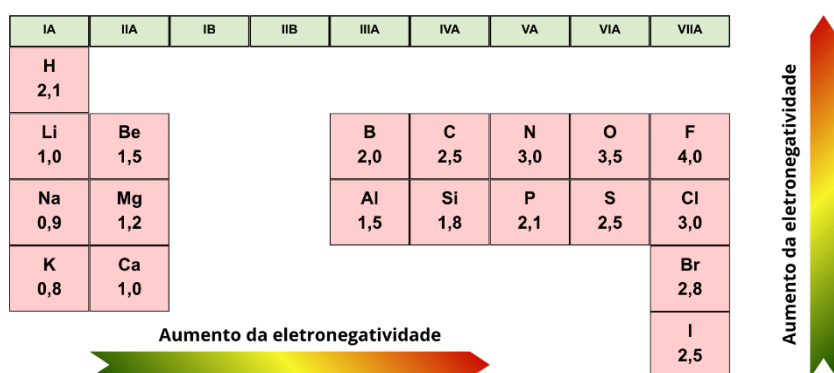 IA IIA IB IIB IIIA IVA VA VIA VIIA
H
2,1
Li Be B C N O F
1,0 1,5 2,0 2,5 3,0 3,5 4,0
Na Mg Al Si P S Cl
0,9 1,2 1,5 1,8 2,1 2,5 3,0
K Ca Br
0,8 1,0 2,8
I
2,5
Aumento da eletronegatividade
Aumento da eletronegatividade